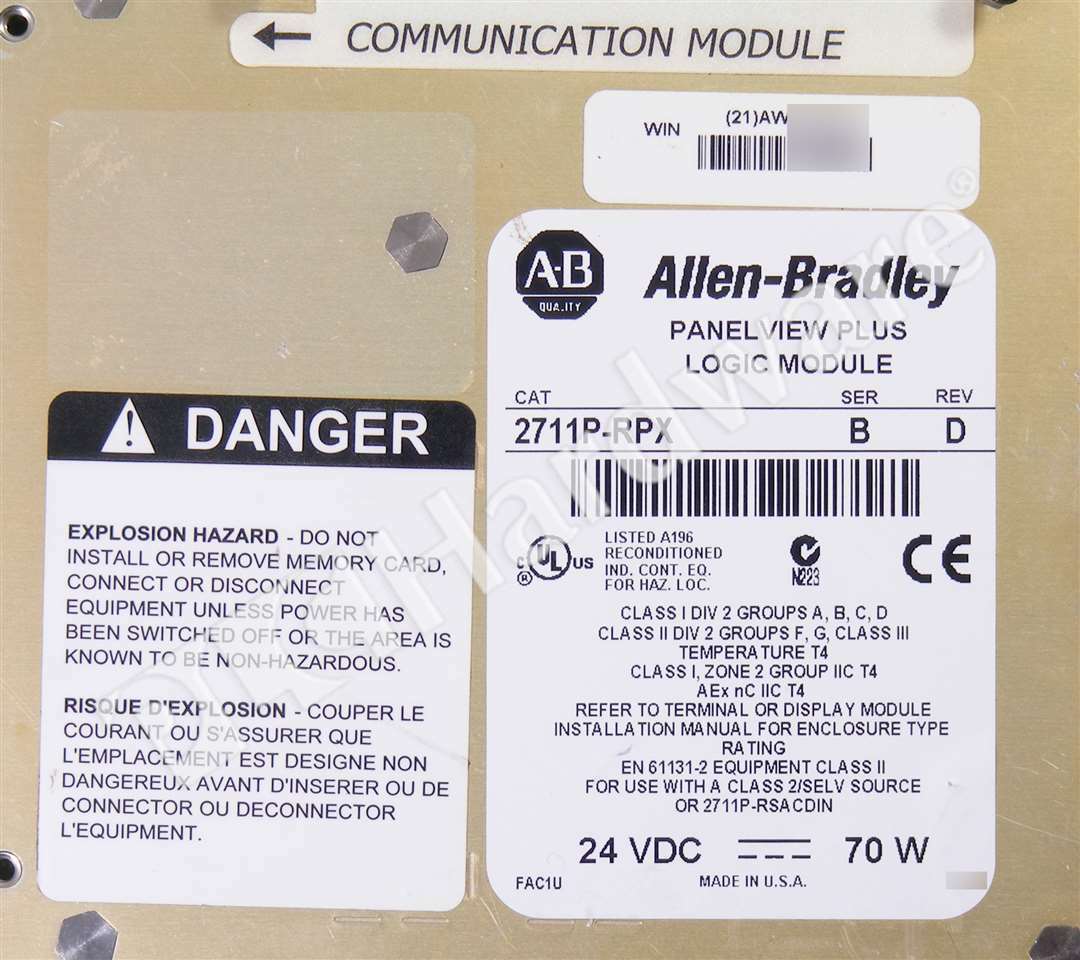 COMMUNICATION MODULE
WIN
(21)AW
A-B
QUALITY
Allen-Bradley
PANELVIEW PLUS
LOGIC MODULE
CAT SER REV
2711P-RPX B D
LISTED A196
RECONDITIONED
IND. CONT. EQ.
FOR HAZ. LOC.
c UL US
®
N223
CE
CLASS I DIV 2 GROUPS A, B, C, D
CLASS II DIV 2 GROUPS F, G, CLASS III
TEMPERATURE T4
CLASS I, ZONE 2 GROUP IIC T4
AEx nC IIC T4
REFER TO TERMINAL OR DISPLAY MODULE
INSTALLATION MANUAL FOR ENCLOSURE TYPE
RATING
EN 61131-2 EQUIPMENT CLASS II
FOR USE WITH A CLASS 2/SELV SOURCE
OR 2711P-RSACDIN
24 VDC 70 W
FAC1U MADE IN U.S.A.
DANGER
EXPLOSION HAZARD - DO NOT
INSTALL OR REMOVE MEMORY CARD,
CONNECT OR DISCONNECT
EQUIPMENT UNLESS POWER HAS
BEEN SWITCHED OFF OR THE AREA IS
KNOWN TO BE NON-HAZARDOUS.
RISQUE D'EXPLOSION - COUPER LE
COURANT OU S'ASSURER QUE
L'EMPLACEMENT EST DESIGNE NON
DANGEREUX AVANT D'INSERER OU DE
CONNECTOR OU DECONNECTOR
L'EQUIPMENT.
PLCHardware®